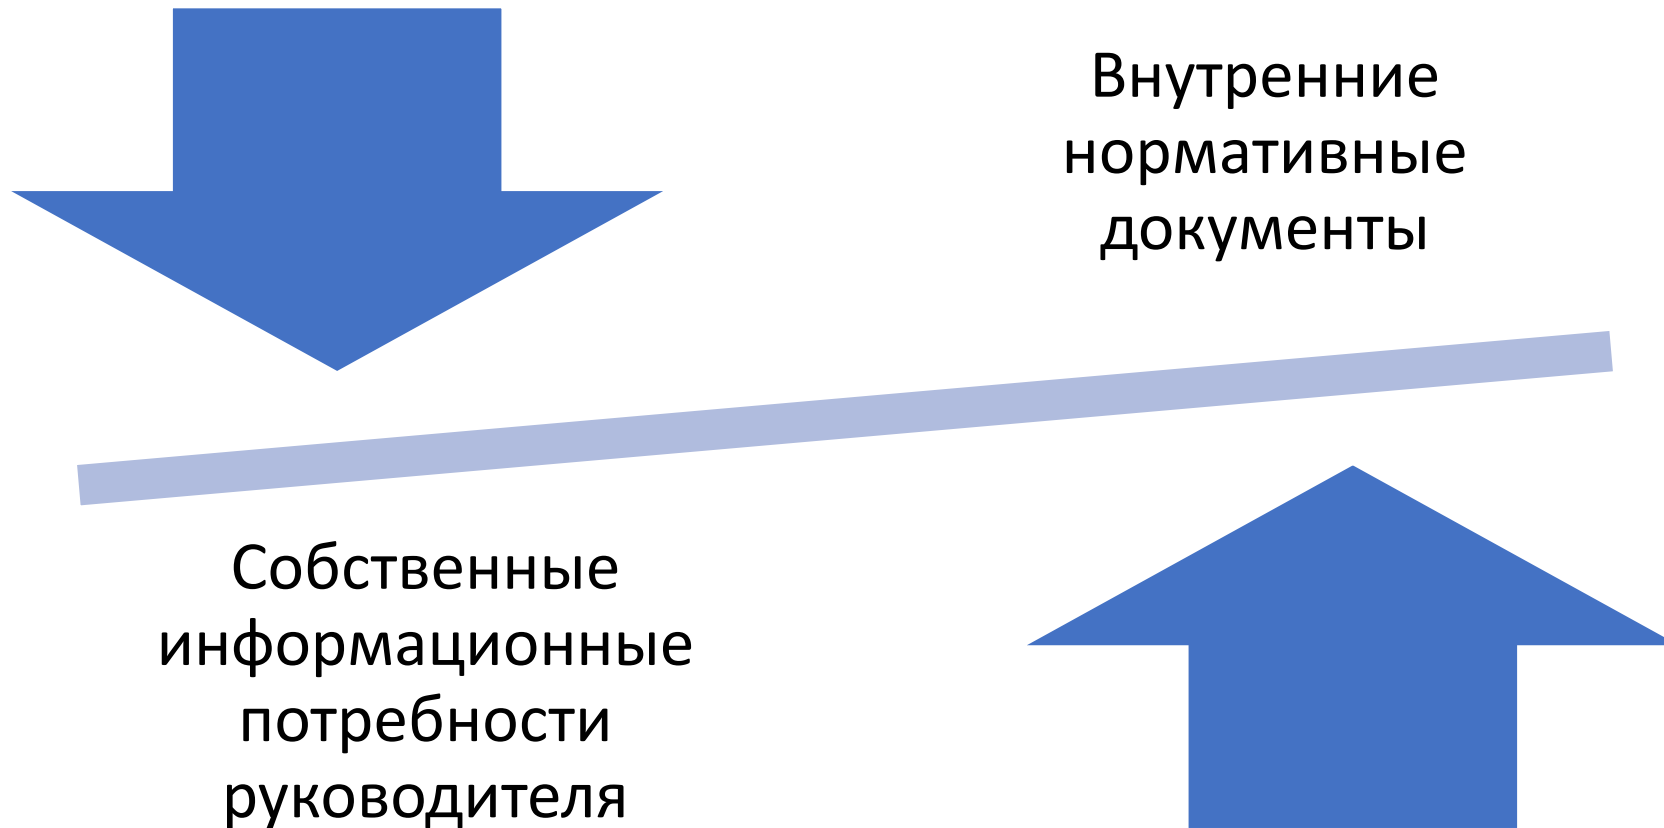 Внутренние
нормативные
документы
Собственные
информационные
потребности
руководителя